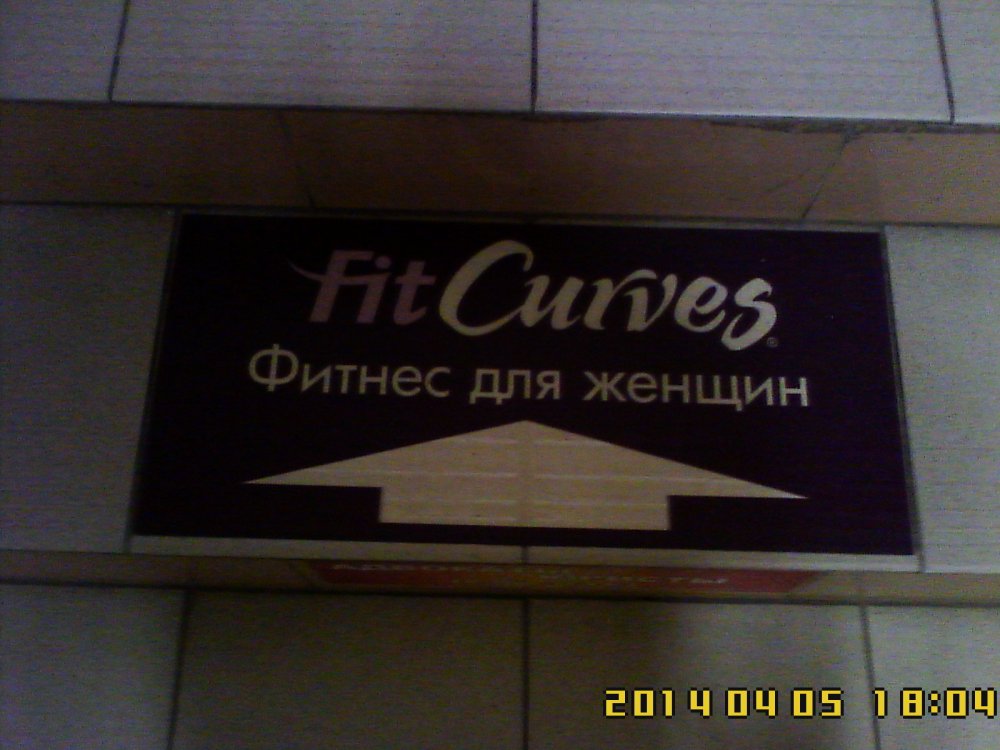 FitCurves®
Фитнес для женщин
2014 04 05 18:04